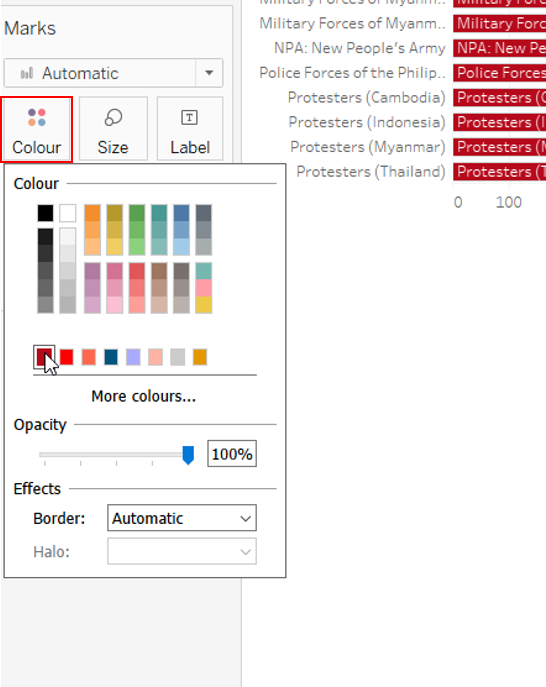 Marks
Automatic
Colour Size Label
Colour
More colours...
Opacity
100%
Effects
Border: Automatic
Halo:
Military Forces of Myanm.. Military Forc
Military Forces of Myanm.. Military Forc
NPA: New People's Army NPA: New Pe
Police Forces of the Philip.. Police Forces
Protesters (Cambodia) Protesters (C
Protesters (Indonesia) Protesters (I
Protesters (Myanmar) Protesters (M
Protesters (Thailand) Protesters (T
0 100